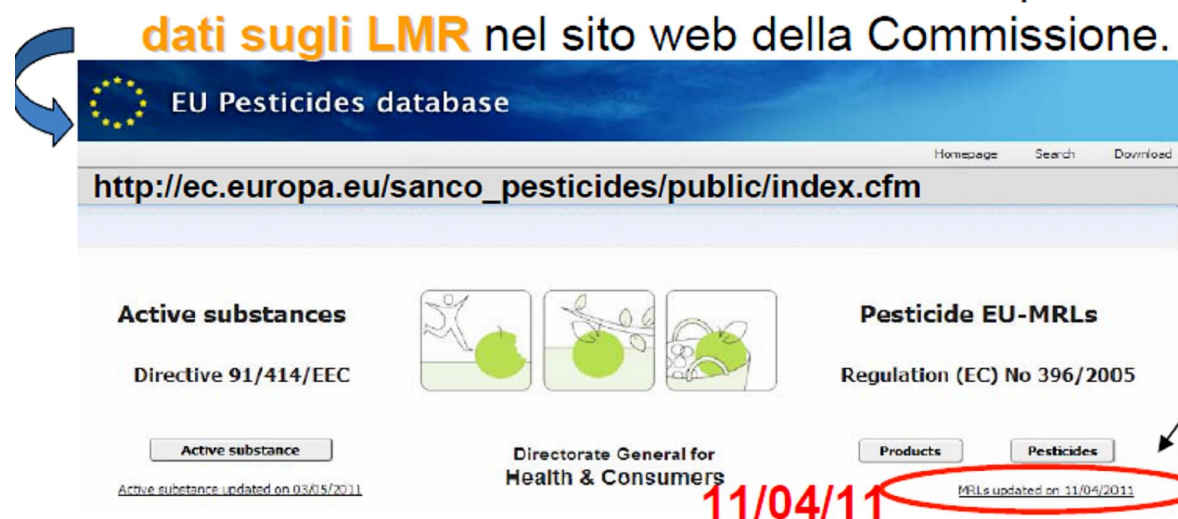 dati sugli LMR nel sito web della Commissione.
EU Pesticides database
Homepage Search Download
http://ec.europa.eu/sanco_pesticides/public/index.cfm
Active substances
Directive 91/414/EEC
Active substance
Active substance updated on 03/05/2011
Directorate General for
Health & Consumers
Pesticide EU-MRLs
Regulation (EC) No 396/2005
Products Pesticides
MRLs updated on 11/04/2011
11/04/11